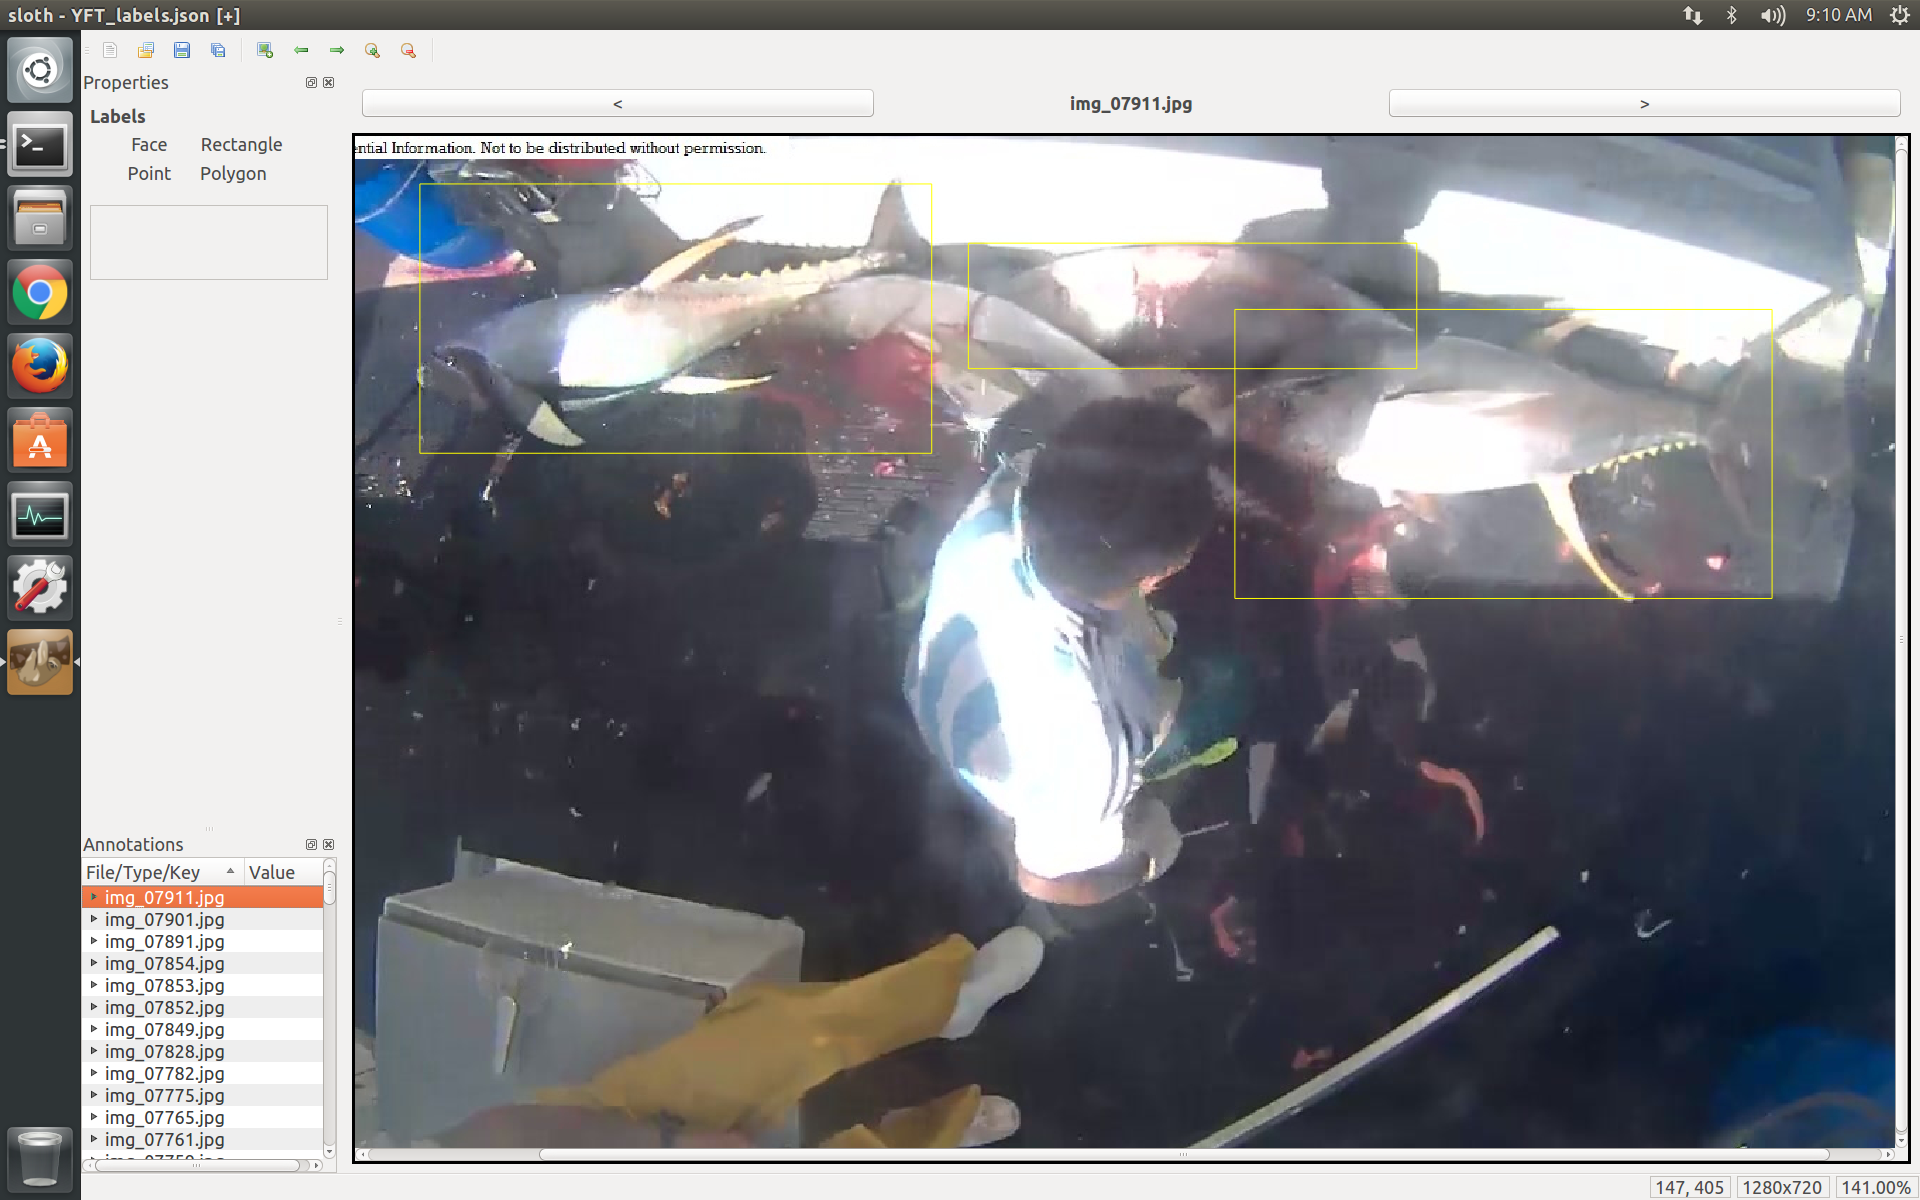 sloth - YFT_labels.json [+]
9:10 AM
Properties
Labels
Face Rectangle
Point Polygon
<
img_07911.jpg
>
ential Information. Not to be distributed without permission.
Annotations
File/Type/Key Value
img_07911.jpg
img_07901.jpg
img_07891.jpg
img_07854.jpg
img_07853.jpg
img_07852.jpg
img_07849.jpg
img_07828.jpg
img_07782.jpg
img_07775.jpg
img_07765.jpg
img_07761.jpg
147, 405 1280x720 141.00%